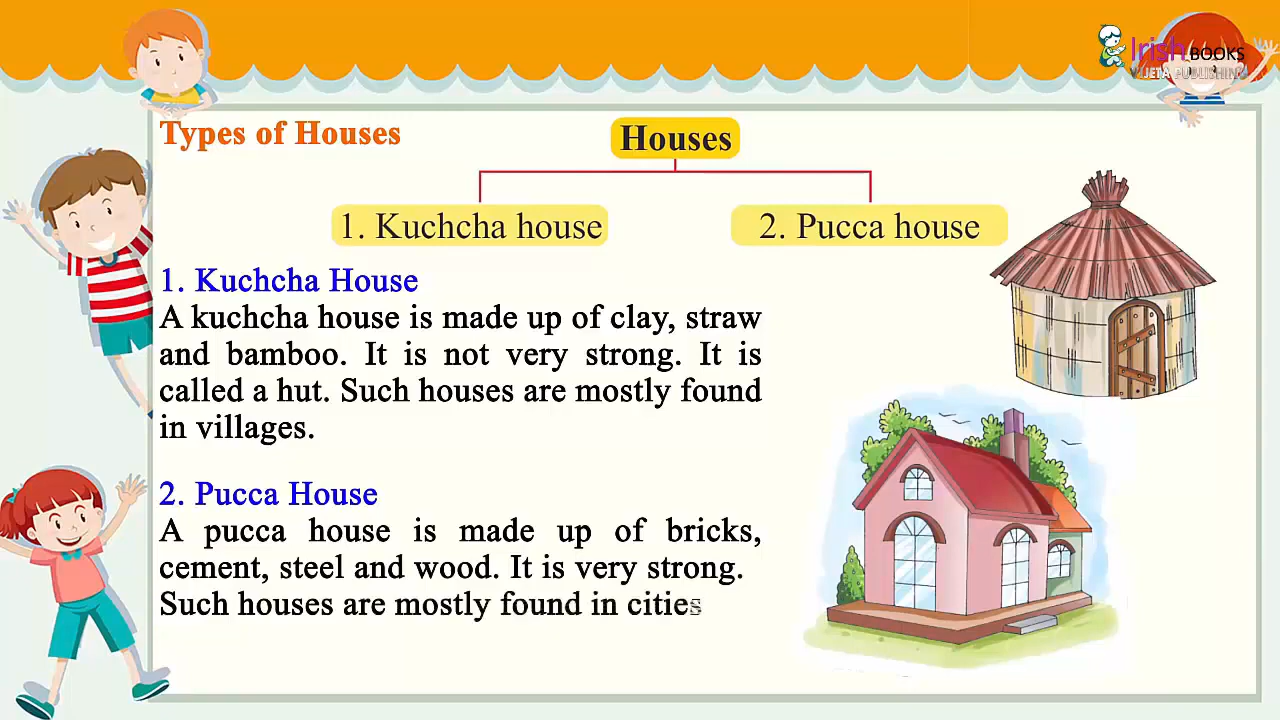 Irish BOOKS
VIJETA PUBLISHING
Types of Houses
Houses
1. Kuchcha house
2. Pucca house
1. Kuchcha House
A kuchcha house is made up of clay, straw
and bamboo. It is not very strong. It is
called a hut. Such houses are mostly found
in villages.
2. Pucca House
A pucca house is made up of bricks,
cement, steel and wood. It is very strong.
Such houses are mostly found in cities